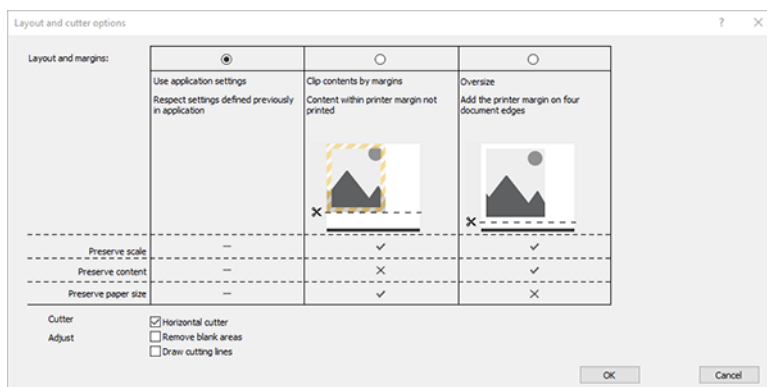 Layout and cutter options
?
Layout and margins:
Use application settings
Clip contents by margins
Oversize
Respect settings defined previously
in application
Content within printer margin not
printed
Add the printer margin on four
document edges
Preserve scale
Preserve content
Preserve paper size
Cutter
Horizontal cutter
Adjust
Remove blank areas
Draw cutting lines
OK
Cancel